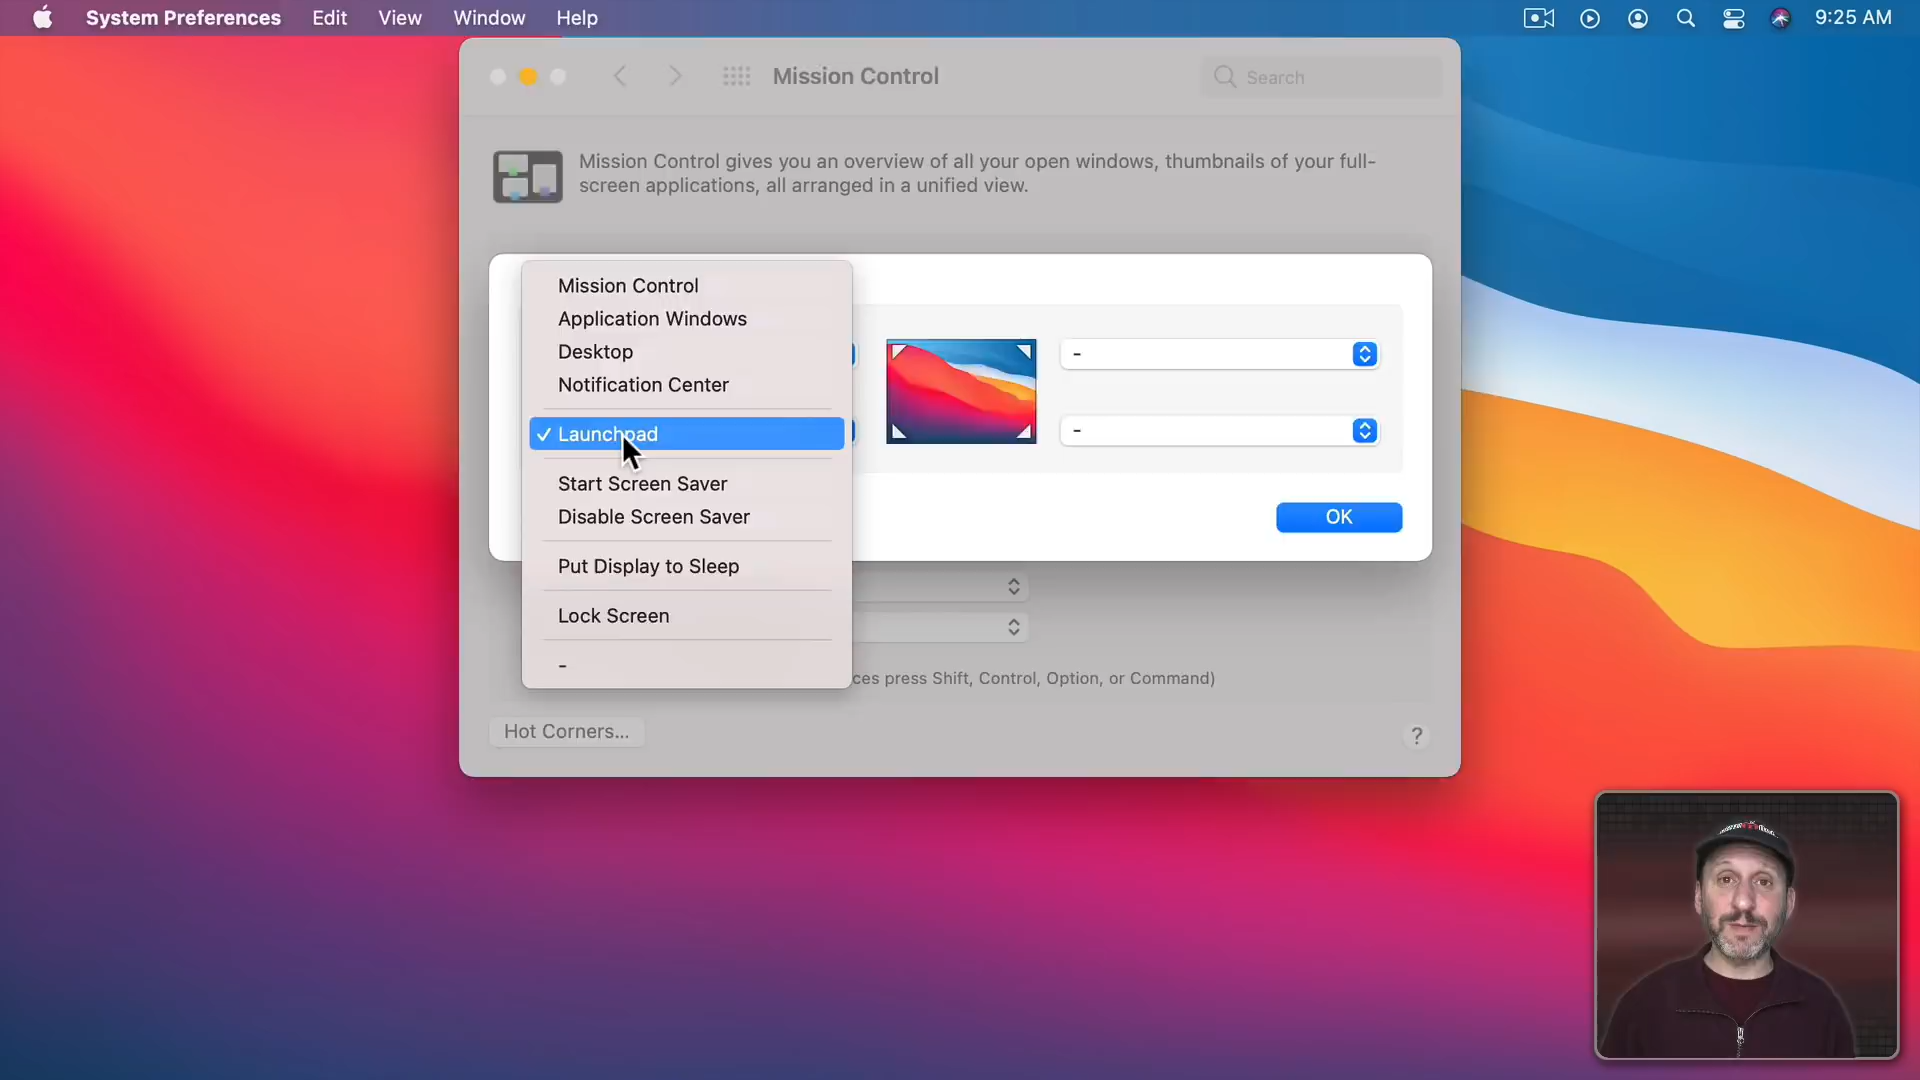 System Preferences Edit View Window Help 9:25 AM
Mission Control
Search
Mission Control gives you an overview of all your open windows, thumbnails of your full-
screen applications, all arranged in a unified view.
Mission Control
Application Windows
Desktop
Notification Center
✓ Launchpad
Start Screen Saver
Disable Screen Saver
Put Display to Sleep
Lock Screen
-
-
-
OK
ces press Shift, Control, Option, or Command)
Hot Corners...
?